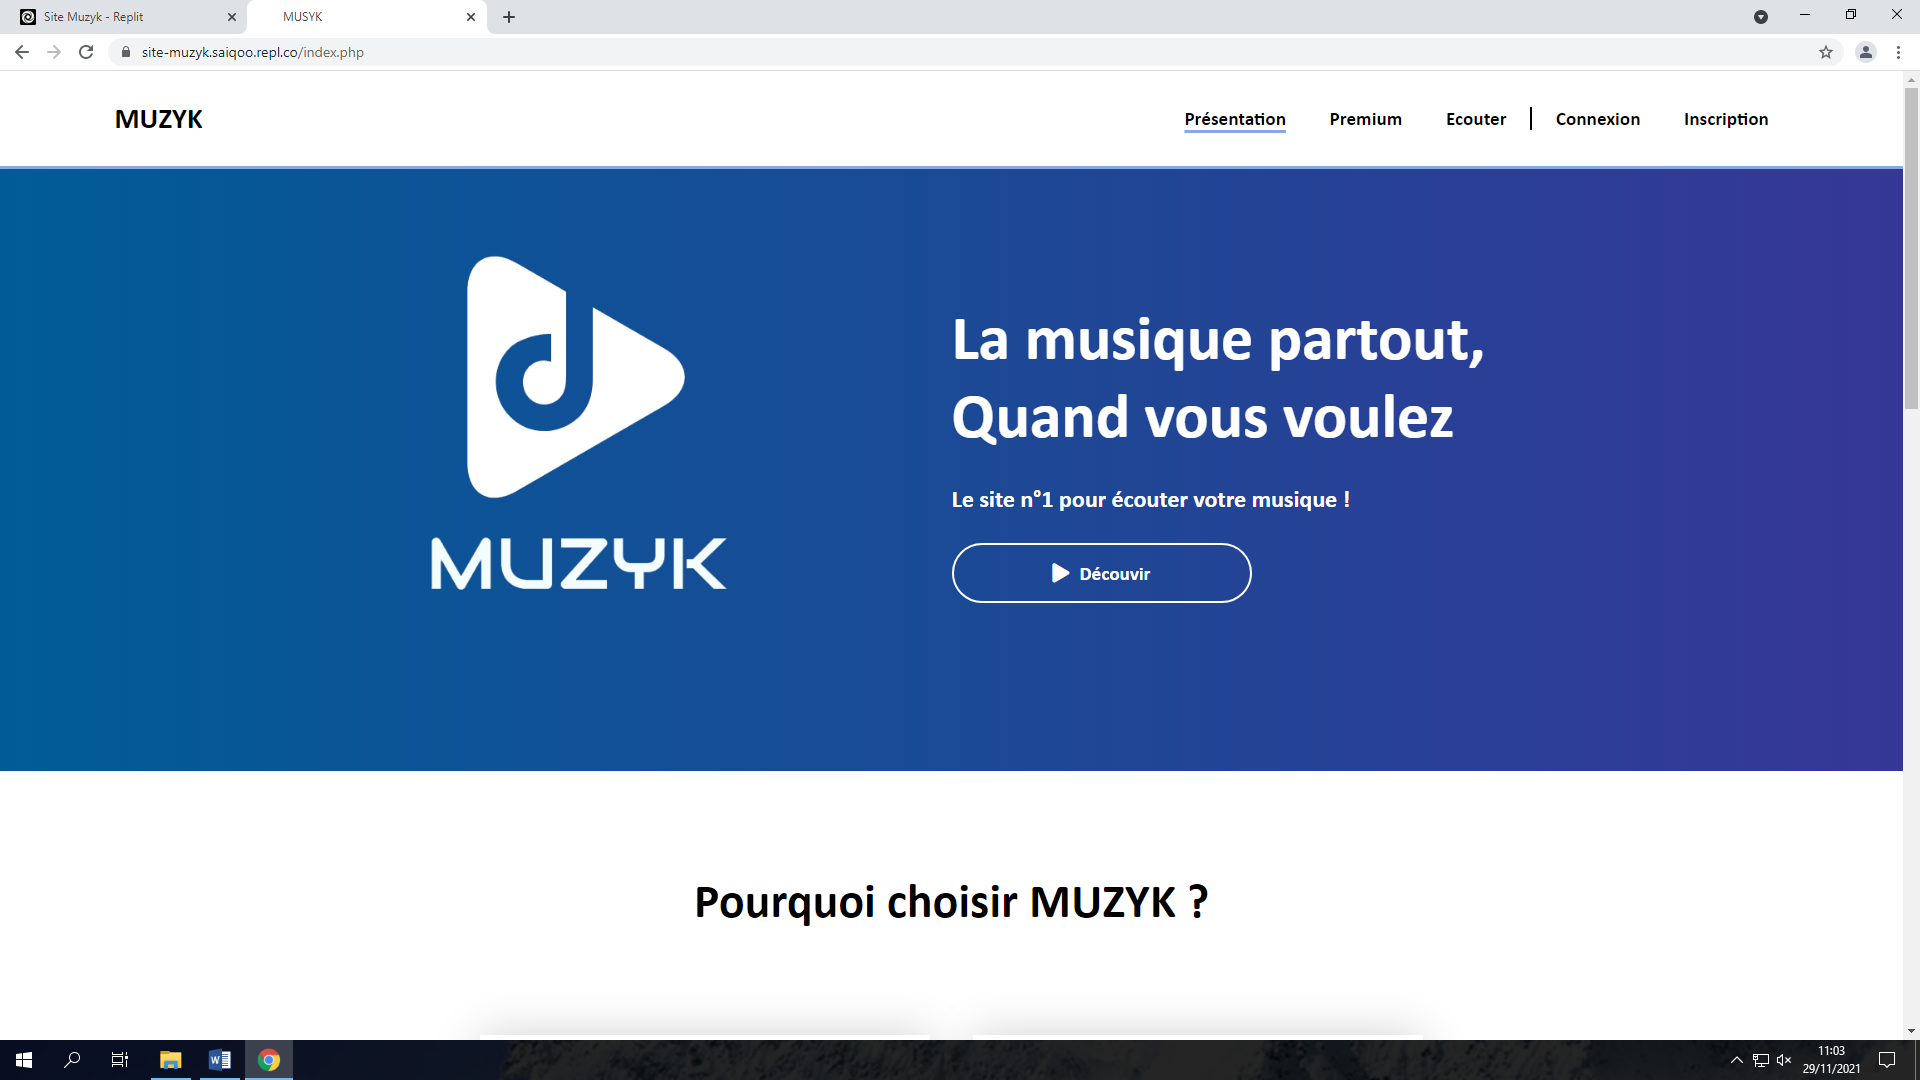 Site Muzyk - Replit
MUSYK
site-muzyk.saiqoo.repl.co/index.php
MUZYK
Présentation
Premium
Ecouter
Connexion
Inscription
La musique partout,
Quand vous voulez
MUZYK
Le site n°1 pour écouter votre musique !
Découvir
Pourquoi choisir MUZYK ?
11:03
29/11/2021